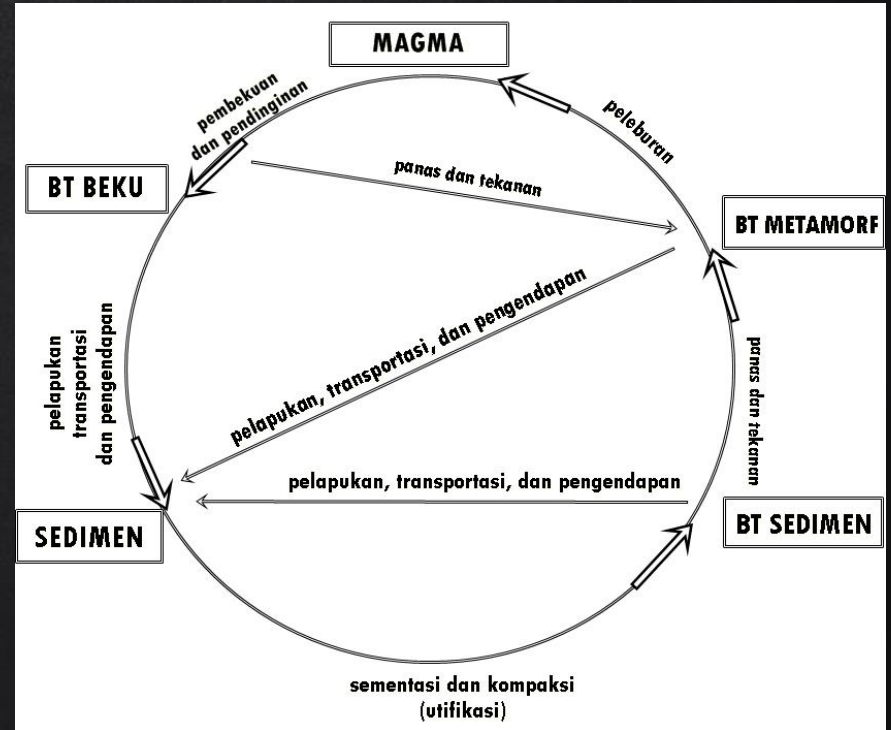 MAGMA
pembekuan
dan pendinginan
peleburan
panas dan tekanan
BT BEKU
BT METAMORF
pelapukan, transportasi, dan pengendapan
pelapukan
transportasi
dan pengendapan
panas dan tekanan
pelapukan, transportasi, dan pengendapan
SEDIMEN
BT SEDIMEN
sementasi dan kompaksi
(utifikasi)